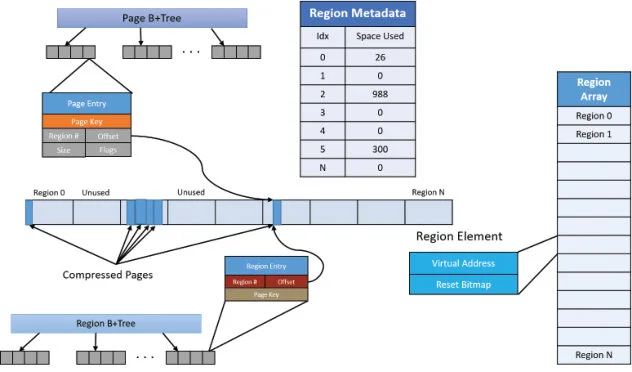 Page B+Tree
. . .
Page Entry
Page Key
Region # Offset
Size Flags
Region Metadata
Idx Space Used
0 26
1 0
2 988
3 0
4 0
5 300
N 0
Region Array
Region 0
Region 1
Region N
Region 0 Unused Unused Region N
Compressed Pages
Region Element
Virtual Address
Reset Bitmap
Region Entry
Region # Offset
Page Key
Region B+Tree
. . .